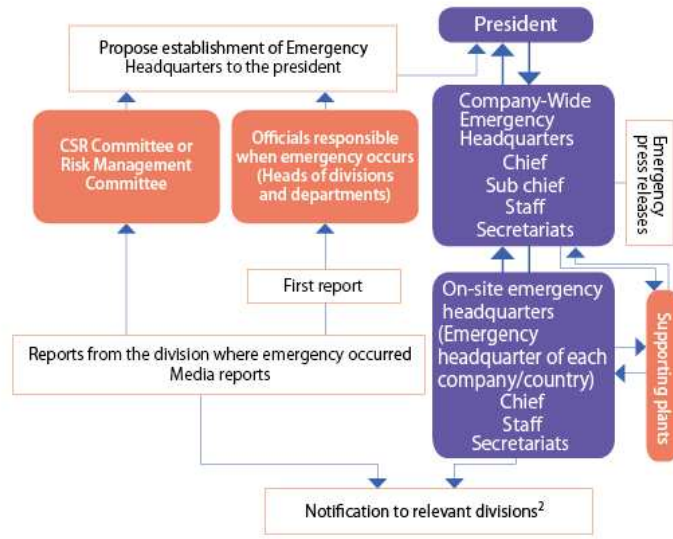 President
Propose establishment of Emergency
Headquarters to the president
Company-Wide
Emergency
Headquarters
Chief
Sub chief
Staff
Secretariats
CSR Committee or
Risk Management
Committee
Officials responsible
when emergency occurs
(Heads of divisions
and departments)
Emergency
press releases
First report
On-site emergency
headquarters
(Emergency
headquarter of each
company/country)
Chief
Staff
Secretariats
Supporting plants
Reports from the division where emergency occurred
Media reports
Notification to relevant divisions²